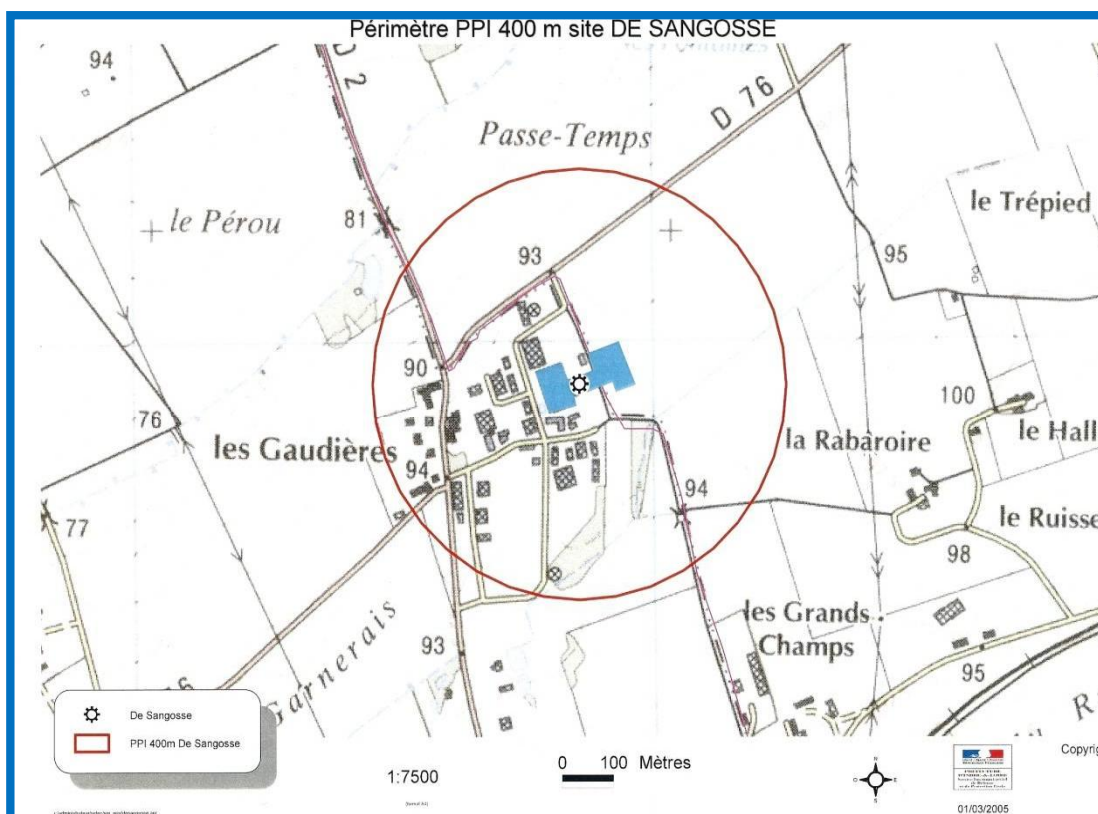 Périmètre PPI 400 m site DE SANGOSSE
94
D 2
D 76
Passe-Temps
le Trépied
le Pérou
81
93
95
90
100
76
la Rabâroire
le Hall
les Gaudières
94
94
77
le Ruisse
98
les Grands
Champs
93
95
Garnerais
De Sangosse
PPI 400m De Sangosse
1:7500
0 100 Mètres
Copyrig
01/03/2005